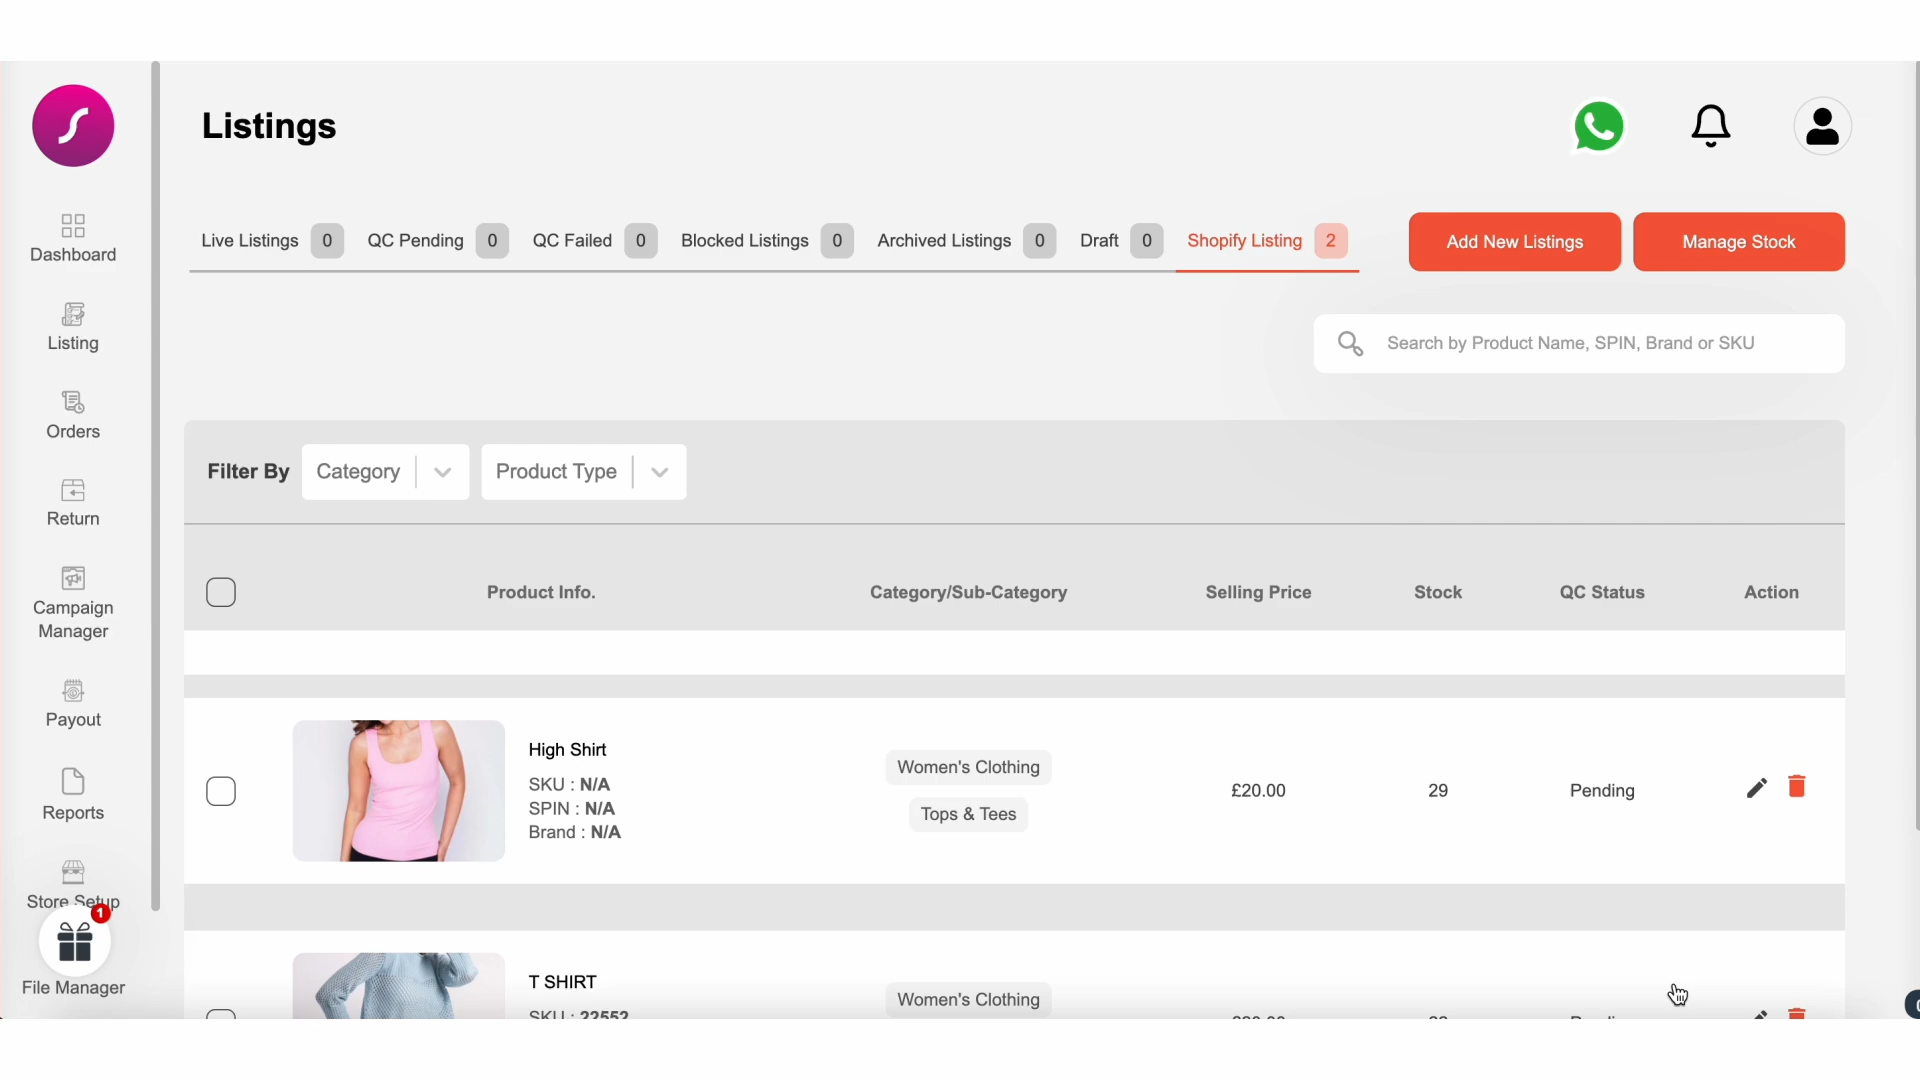 Listings
Dashboard
Listing
Orders
Return
Campaign
Manager
Payout
Reports
Store Setup
1
File Manager
Live Listings 0 QC Pending 0 QC Failed 0 Blocked Listings 0 Archived Listings 0 Draft 0 Shopify Listing 2
Add New Listings Manage Stock
Search by Product Name, SPIN, Brand or SKU
Filter By Category Product Type
Product Info. Category/Sub-Category Selling Price Stock QC Status Action
High Shirt
SKU : N/A
SPIN : N/A
Brand : N/A
Women's Clothing
Tops & Tees
£20.00 29 Pending
T SHIRT
SKU : 22552
Women's Clothing